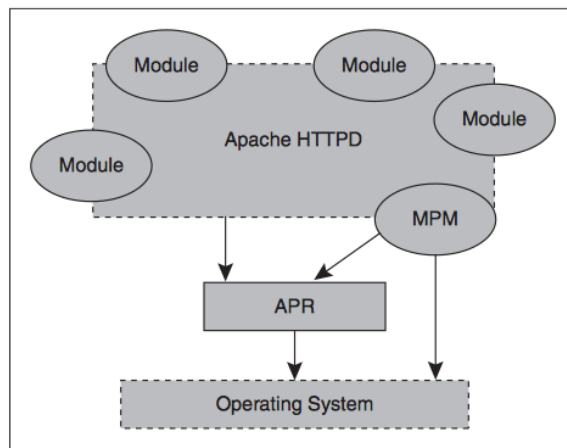 Module
Module
Module
Apache HTTPD
Module
MPM
APR
Operating System